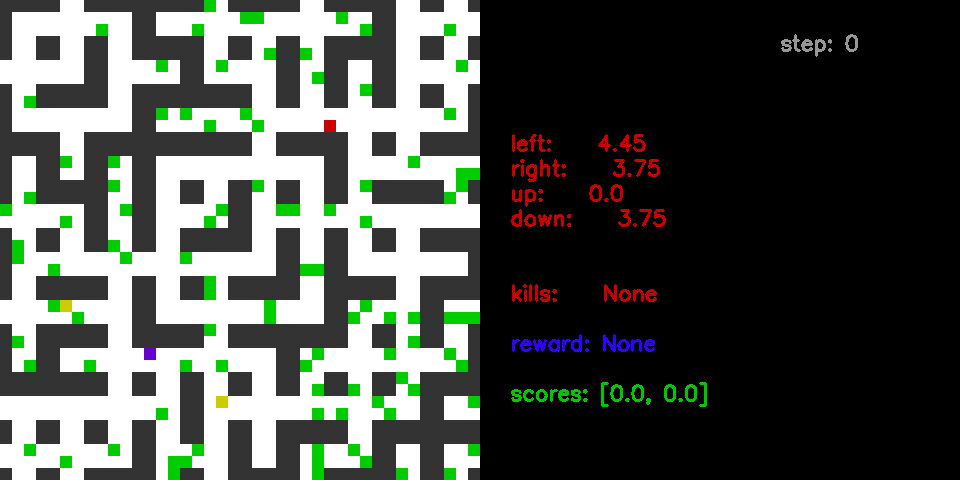 step: 0
left: 4.45
right: 3.75
up: 0.0
down: 3.75
kills: None
reward: None
scores: [0.0, 0.0]